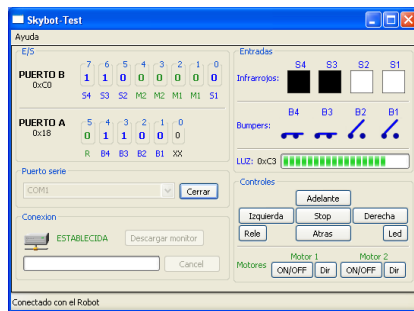 Skybot-Test
Ayuda
E/S
7 6 5 4 3 2 1 0
PUERTO B 1 1 0 0 0 0 0 0
0xC0
S4 S3 S2 M2 M2 M1 M1 S1
5 4 3 2 1 0
PUERTO A 0 1 1 0 0 0
0x18
R B4 B3 B2 B1 XX
Puerto serie
COM1 Cerrar
Conexion
ESTABLECIDA Descargar monitor
Cancel
Entradas
S4 S3 S2 S1
Infrarrojos:
B4 B3 B2 B1
Bumpers:
LUZ: 0xC3
Controles
Adelante
Izquierda Stop Derecha
Rele Atras Led
Motor 1 Motor 2
Motores ON/OFF Dir ON/OFF Dir
Conectado con el Robot